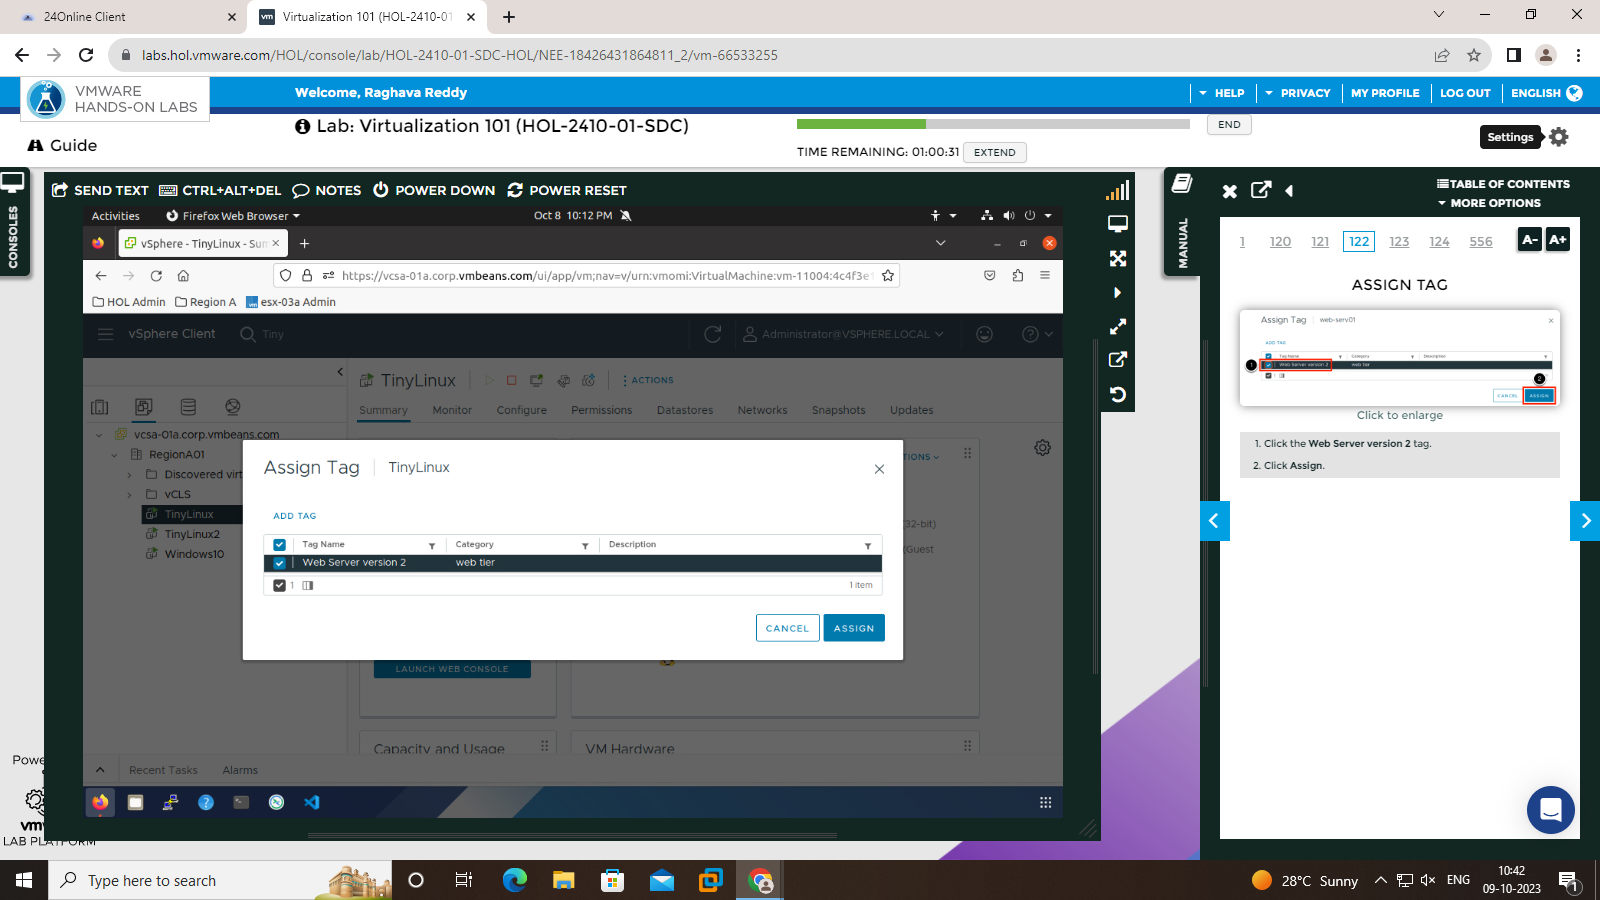 24Online Client
Virtualization 101 (HOL-2410-01
labs.hol.vmware.com/HOL/console/lab/HOL-2410-01-SDC-HOL/NEE-18426431864811_2/vm-66533255
VMWARE
HANDS-ON LABS
Welcome, Raghava Reddy
HELP
PRIVACY
MY PROFILE
LOG OUT
ENGLISH
Guide
Lab: Virtualization 101 (HOL-2410-01-SDC)
END
TIME REMAINING: 01:00:31
EXTEND
Settings
CONSOLES
SEND TEXT
CTRL+ALT+DEL
NOTES
POWER DOWN
POWER RESET
Activities
Firefox Web Browser
Oct 8 10:12 PM
vSphere - TinyLinux - Sum
https://vcsa-01a.corp.vmbeans.com/ui/app/vm;nav=v/urn:vmomi:VirtualMachine:vm-11004:4c4f3e1
HOL Admin
Region A
esx-03a Admin
vSphere Client
Tiny
Administrator@VSPHERE.LOCAL
TinyLinux
ACTIONS
Summary
Monitor
Configure
Permissions
Datastores
Networks
Snapshots
Updates
vcsa-01a.corp.vmbeans.com
RegionA01
Discovered virt
vCLS
TinyLinux
TinyLinux2
Windows10
TIONS
(32-bit)
(Guest
Assign Tag
TinyLinux
ADD TAG
Tag Name
Category
Description
Web Server version 2
web tier
1
1 item
CANCEL
ASSIGN
LAUNCH WEB CONSOLE
Capacity and Usage
VM Hardware
Recent Tasks
Alarms
Powe
vmw
LAB PLATFORM
MANUAL
TABLE OF CONTENTS
MORE OPTIONS
1
120
121
122
123
124
556
A-
A+
ASSIGN TAG
Assign Tag
web-serv01
ADD TAG
Tag Name
Category
Description
1
Web Server version 2
web tier
2
CANCEL
ASSIGN
Click to enlarge
1. Click the Web Server version 2 tag.
2. Click Assign.
Type here to search
28°C Sunny
ENG
10:42
09-10-2023
1